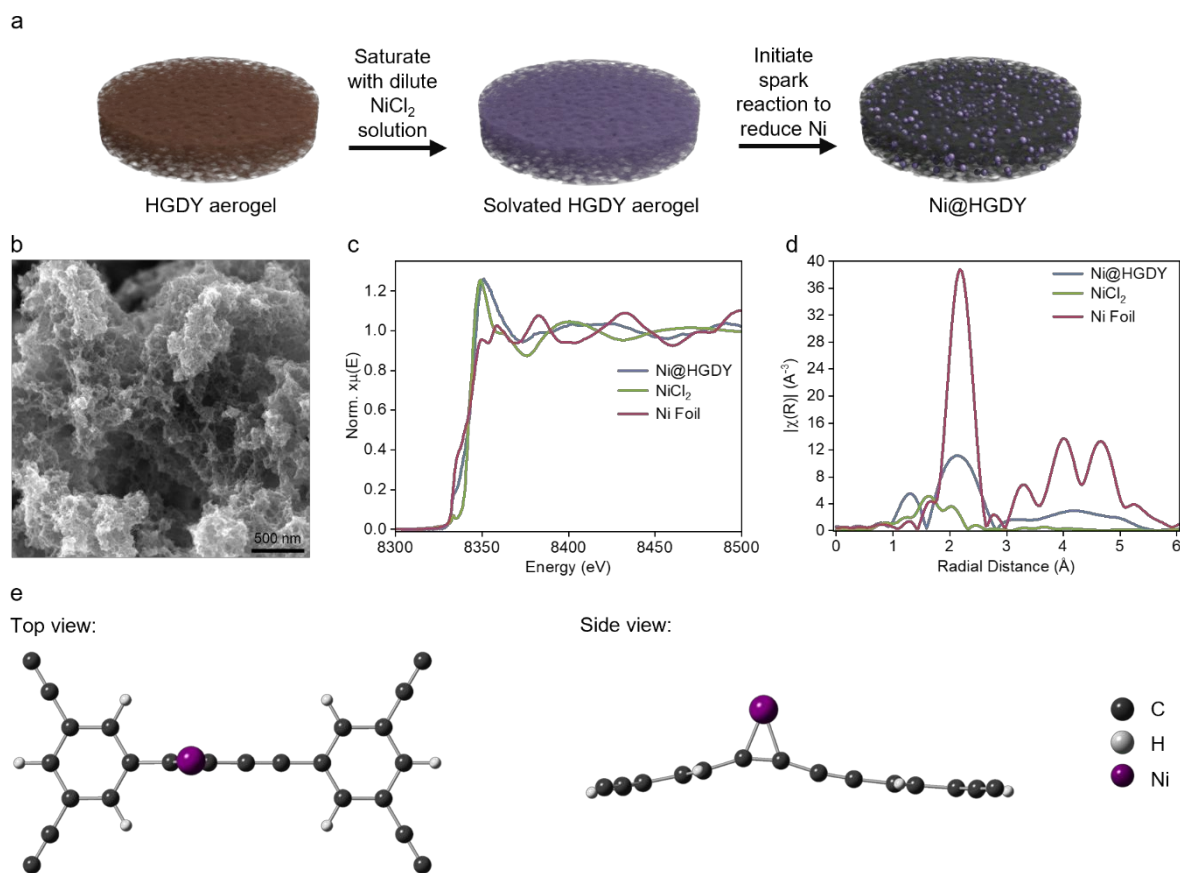 a
Saturate
with dilute
NiCl₂
solution
Initiate
spark
reaction to
reduce Ni
HGDY aerogel
Solvated HGDY aerogel
Ni@HGDY
b
500 nm
c
Norm. xμ(E)
1.2
1.0
0.8
0.6
0.4
0.2
0.0
Ni@HGDY
NiCl₂
Ni Foil
8300
8350
8400
8450
8500
Energy (eV)
d
|χ(R)| (A⁻³)
40
36
32
28
24
20
16
12
8
4
0
Ni@HGDY
NiCl₂
Ni Foil
0
1
2
3
4
5
6
Radial Distance (Å)
e
Top view:
Side view:
C
H
Ni